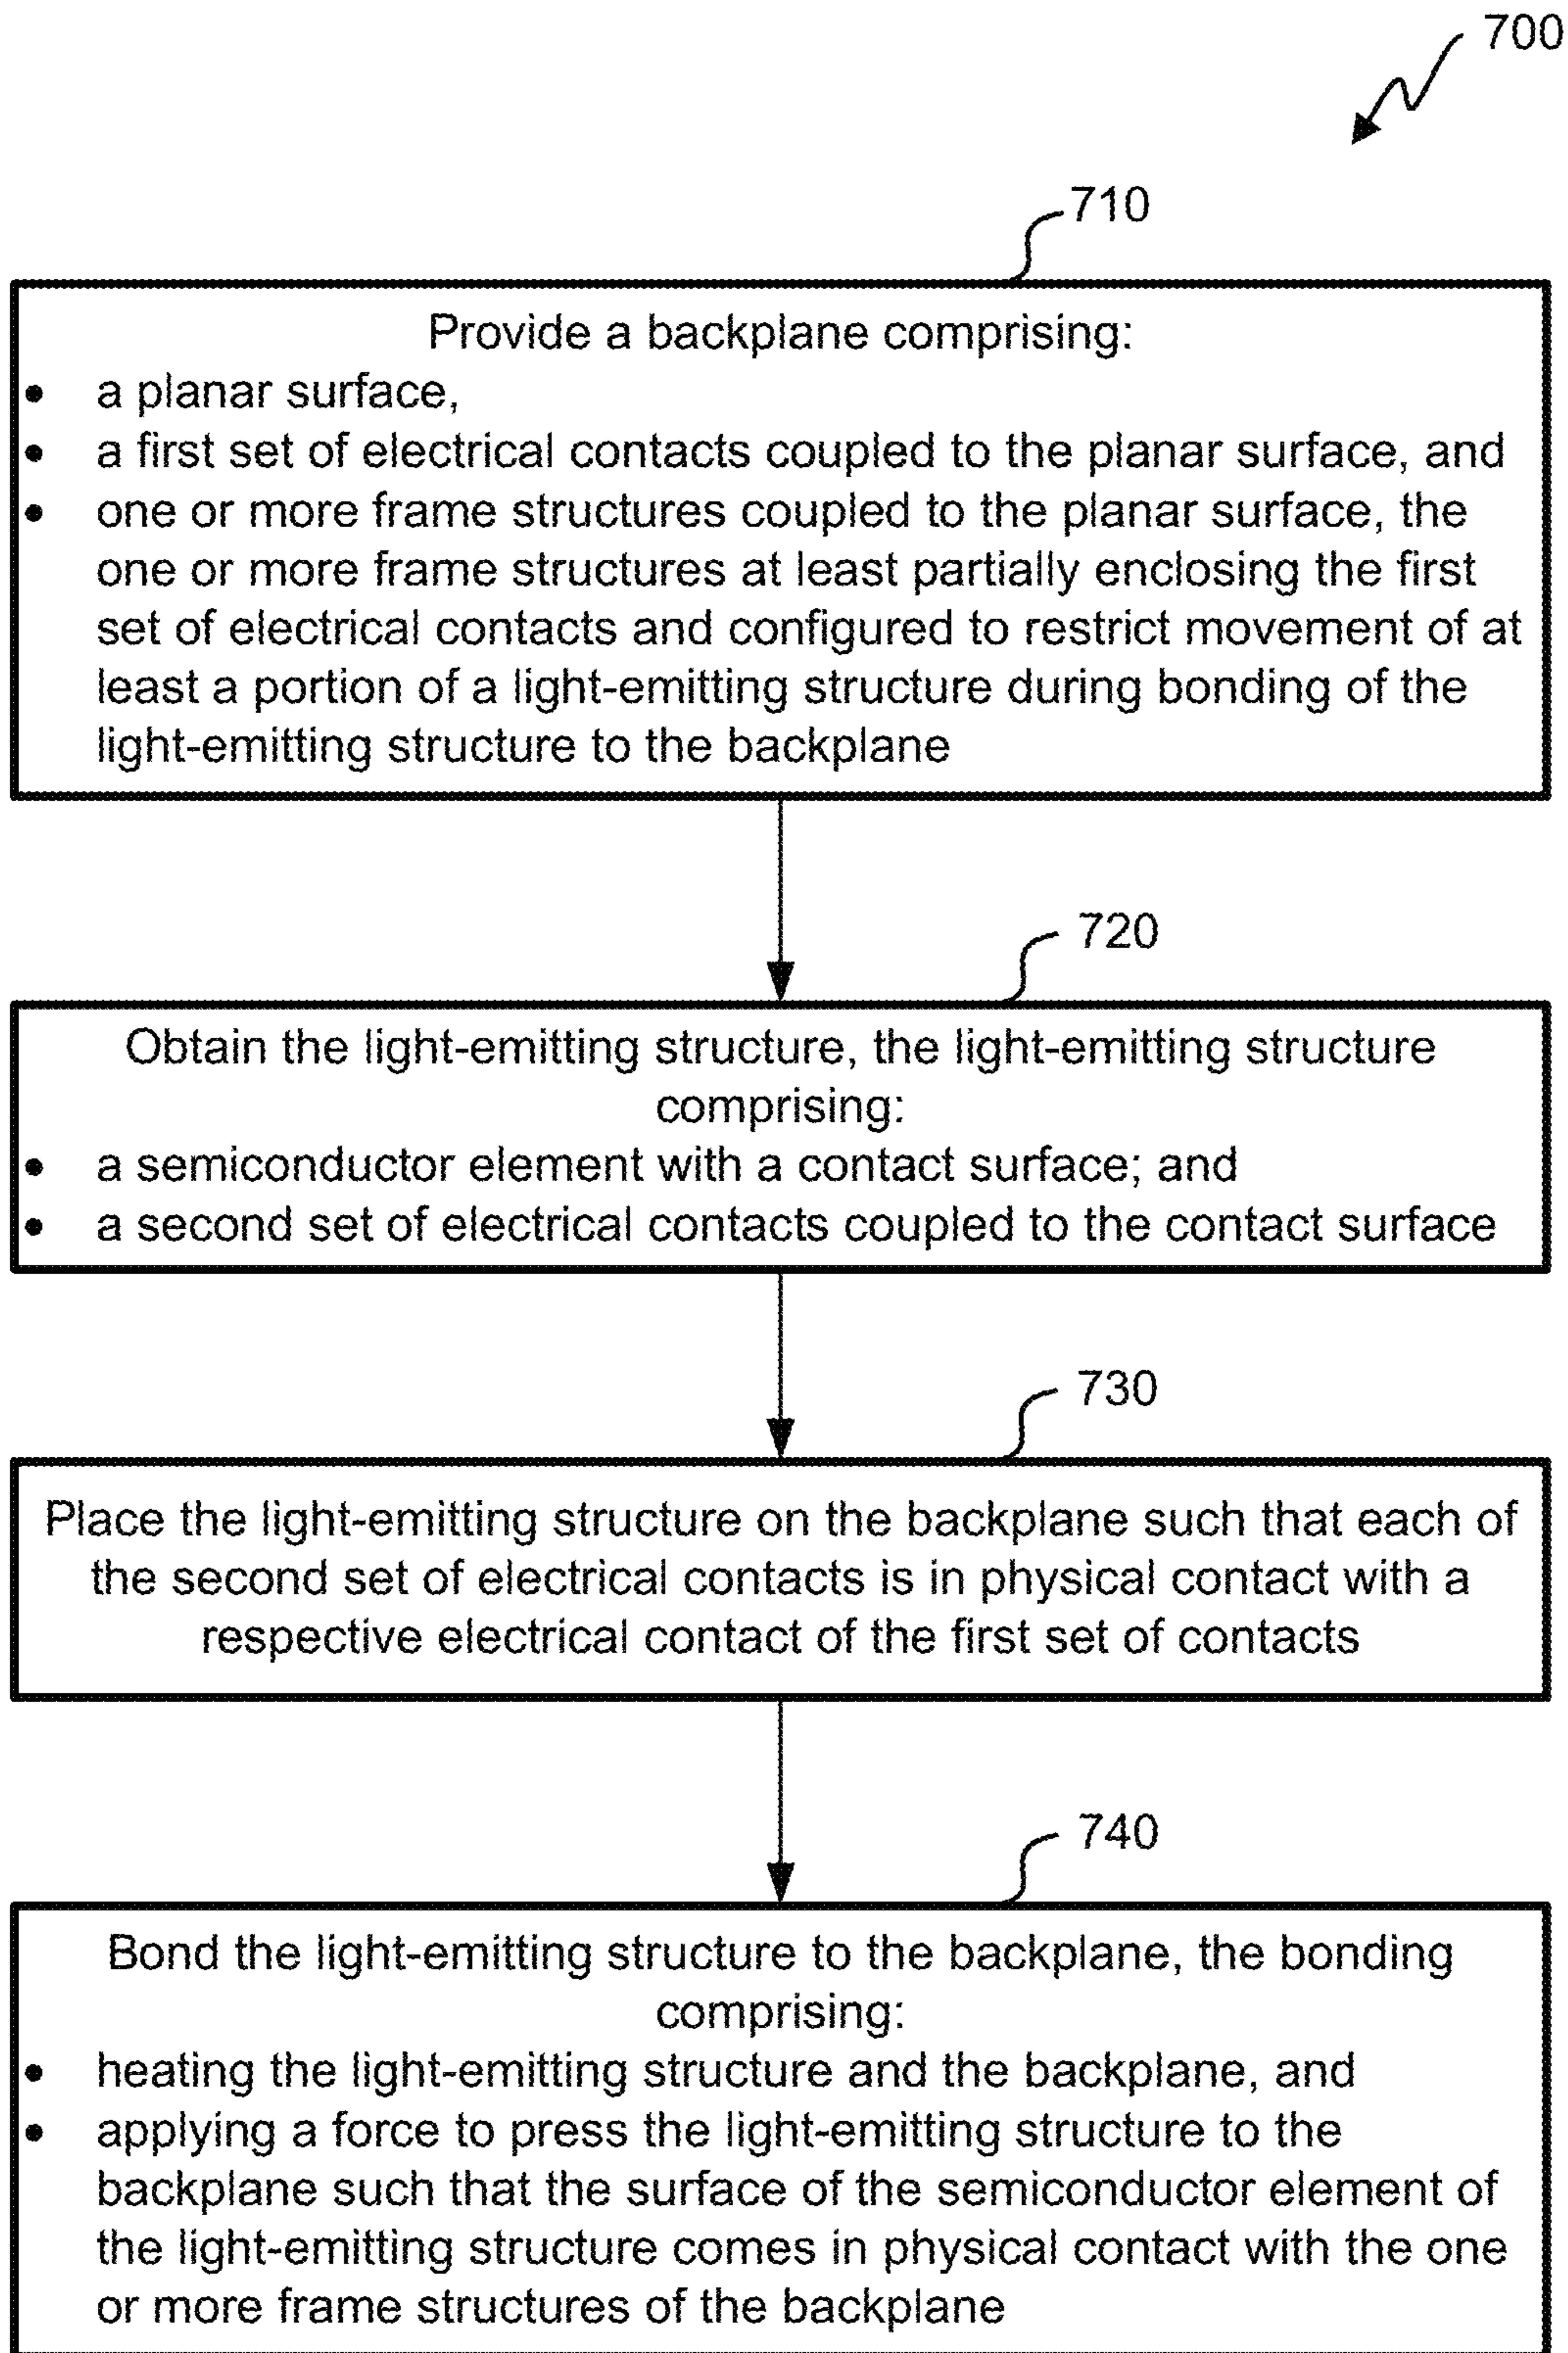 700
710
Provide a backplane comprising:
• a planar surface,
• a first set of electrical contacts coupled to the planar surface, and
• one or more frame structures coupled to the planar surface, the
one or more frame structures at least partially enclosing the first
set of electrical contacts and configured to restrict movement of at
least a portion of a light-emitting structure during bonding of the
light-emitting structure to the backplane
720
Obtain the light-emitting structure, the light-emitting structure
comprising:
• a semiconductor element with a contact surface; and
• a second set of electrical contacts coupled to the contact surface
730
Place the light-emitting structure on the backplane such that each of
the second set of electrical contacts is in physical contact with a
respective electrical contact of the first set of contacts
740
Bond the light-emitting structure to the backplane, the bonding
comprising:
• heating the light-emitting structure and the backplane, and
• applying a force to press the light-emitting structure to the
backplane such that the surface of the semiconductor element of
the light-emitting structure comes in physical contact with the one
or more frame structures of the backplane